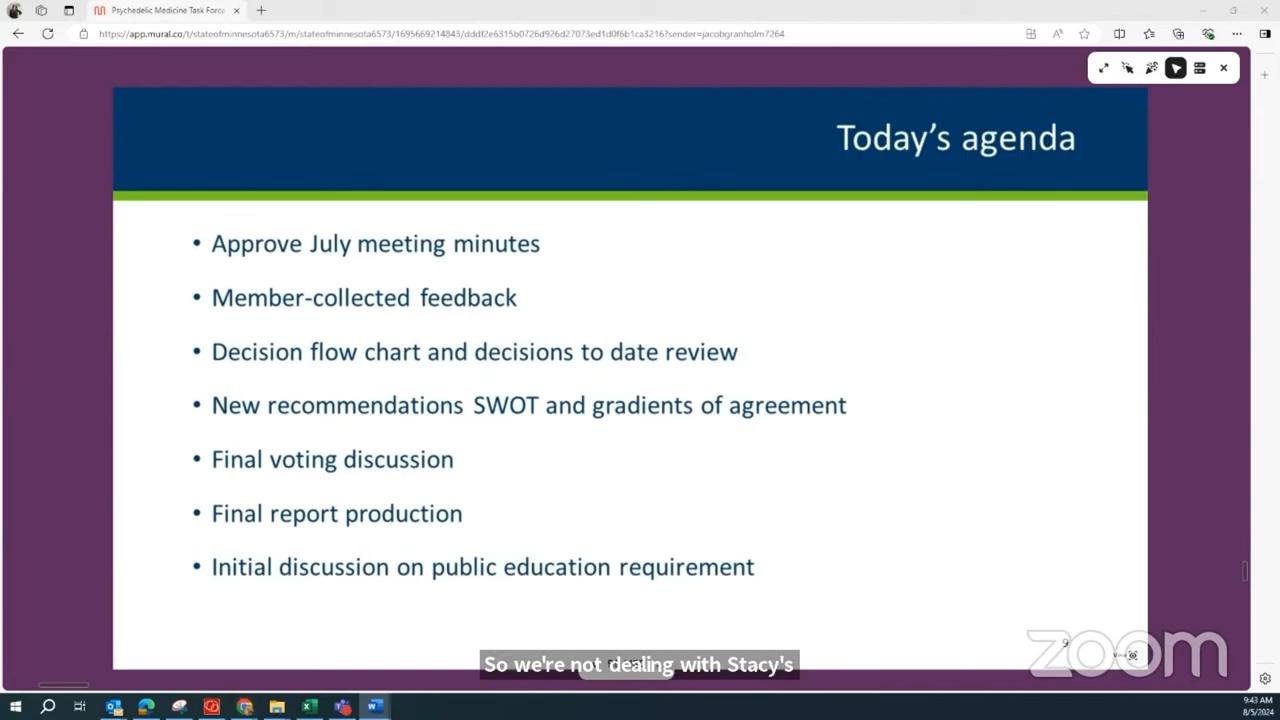 Psychedelic Medicine Task Force
https://app.mural.co/t/stateofminnesota6573/m/stateofminnesota6573/1695669214843/dddf2e6315d0726d926d27073ed1d0f6b1ca3216?sender=jacobgranholm7264
Today's agenda
• Approve July meeting minutes
• Member-collected feedback
• Decision flow chart and decisions to date review
• New recommendations SWOT and gradients of agreement
• Final voting discussion
• Final report production
• Initial discussion on public education requirement
9
zoom
So we're not dealing with Stacy's
9:43 AM
8/5/2024